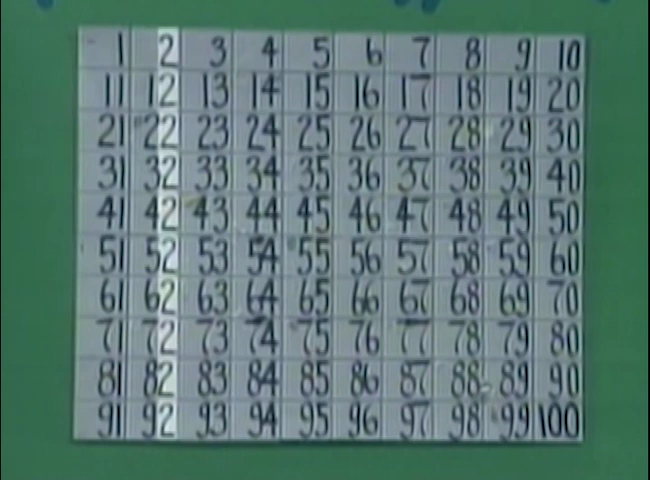 1 2 3 4 5 6 7 8 9 10
11 12 13 14 15 16 17 18 19 20
21 22 23 24 25 26 27 28 29 30
31 32 33 34 35 36 37 38 39 40
41 42 43 44 45 46 47 48 49 50
51 52 53 54 55 56 57 58 59 60
61 62 63 64 65 66 67 68 69 70
71 72 73 74 75 76 77 78 79 80
81 82 83 84 85 86 87 88 89 90
91 92 93 94 95 96 97 98 99 100